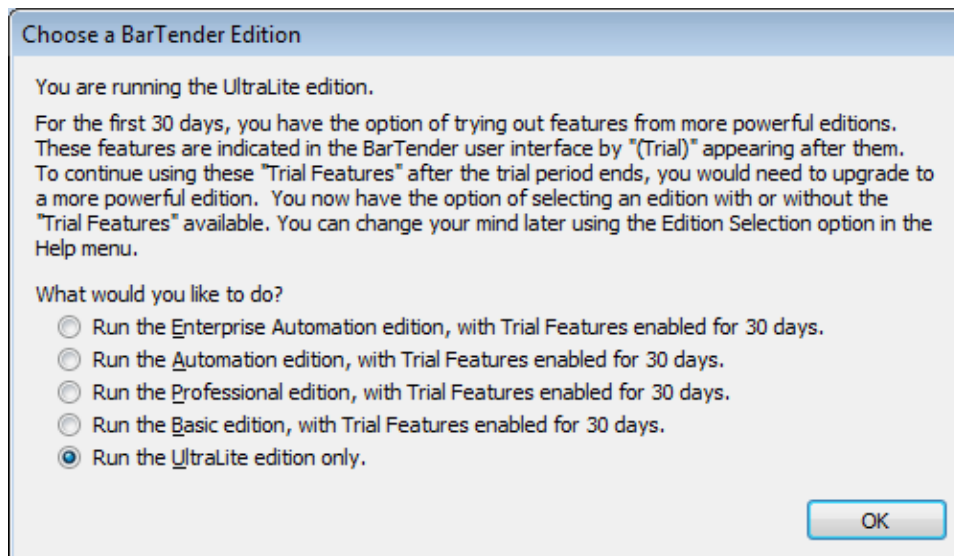 Choose a BarTender Edition
You are running the UltraLite edition.
For the first 30 days, you have the option of trying out features from more powerful editions.
These features are indicated in the BarTender user interface by "(Trial)" appearing after them.
To continue using these "Trial Features" after the trial period ends, you would need to upgrade to
a more powerful edition.  You now have the option of selecting an edition with or without the
"Trial Features" available. You can change your mind later using the Edition Selection option in the
Help menu.
What would you like to do?
Run the Enterprise Automation edition, with Trial Features enabled for 30 days.
Run the Automation edition, with Trial Features enabled for 30 days.
Run the Professional edition, with Trial Features enabled for 30 days.
Run the Basic edition, with Trial Features enabled for 30 days.
Run the UltraLite edition only.
OK